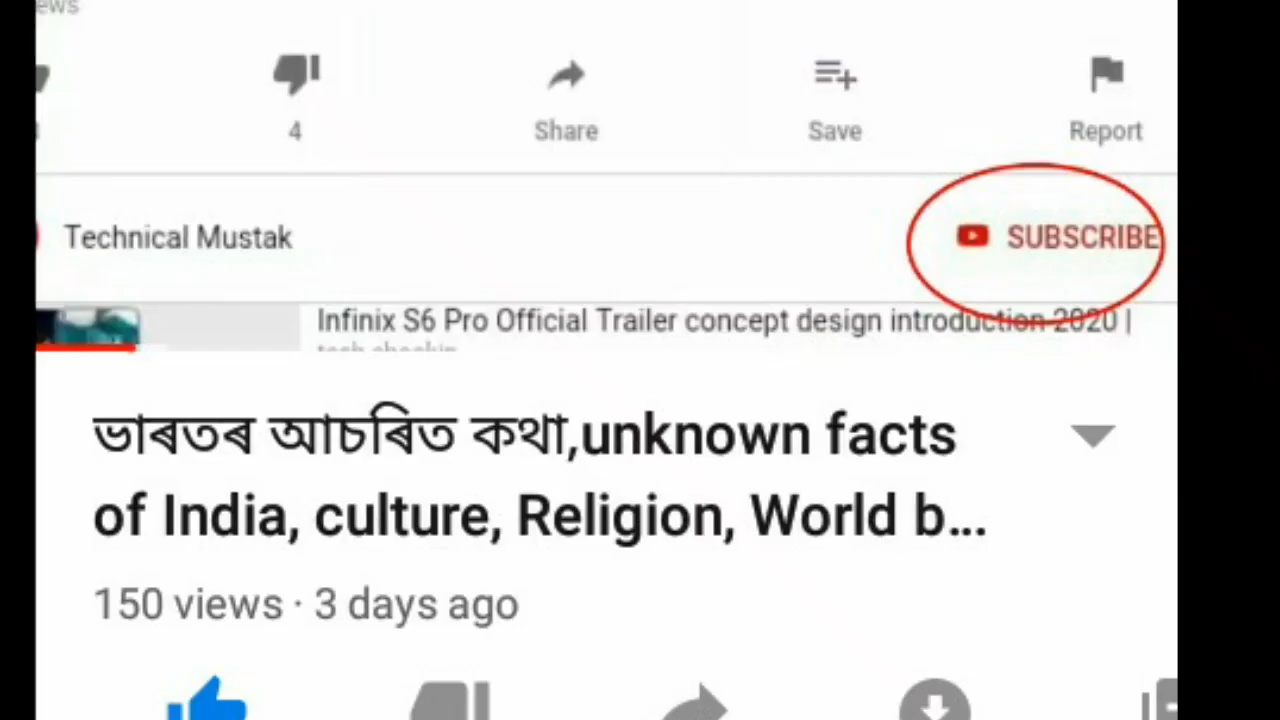 ews
4
Share
Save
Report
Technical Mustak
SUBSCRIBE
Infinix S6 Pro Official Trailer concept design introduction 2020 |
ভাৰতৰ আচৰিত কথা,unknown facts
of India, culture, Religion, World b...
150 views · 3 days ago